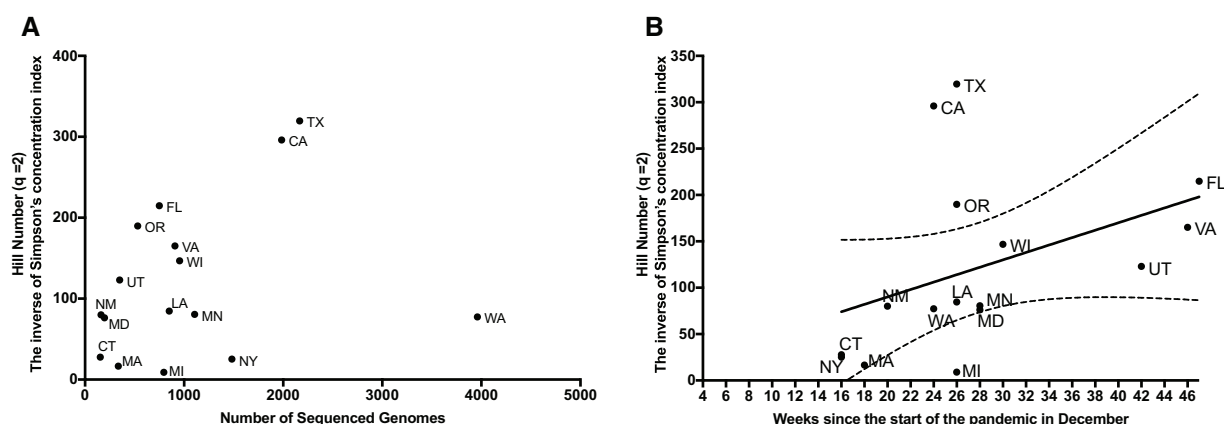 A
Hill Number (q =2)
The inverse of Simpson's concentration index
400
300
200
100
0
TX
CA
FL
OR
VA
WI
UT
NM
MD
LA
MN
WA
CT
MA
MI
NY
0 1000 2000 3000 4000 5000
Number of Sequenced Genomes
B
Hill Number (q =2)
The inverse of Simpson's concentration index
350
300
250
200
150
100
50
0
TX
CA
OR
FL
WI
VA
UT
NM
LA
MN
WA
MD
CT
NY
MA
MI
4 6 8 10 12 14 16 18 20 22 24 26 28 30 32 34 36 38 40 42 44 46
Weeks since the start of the pandemic in December